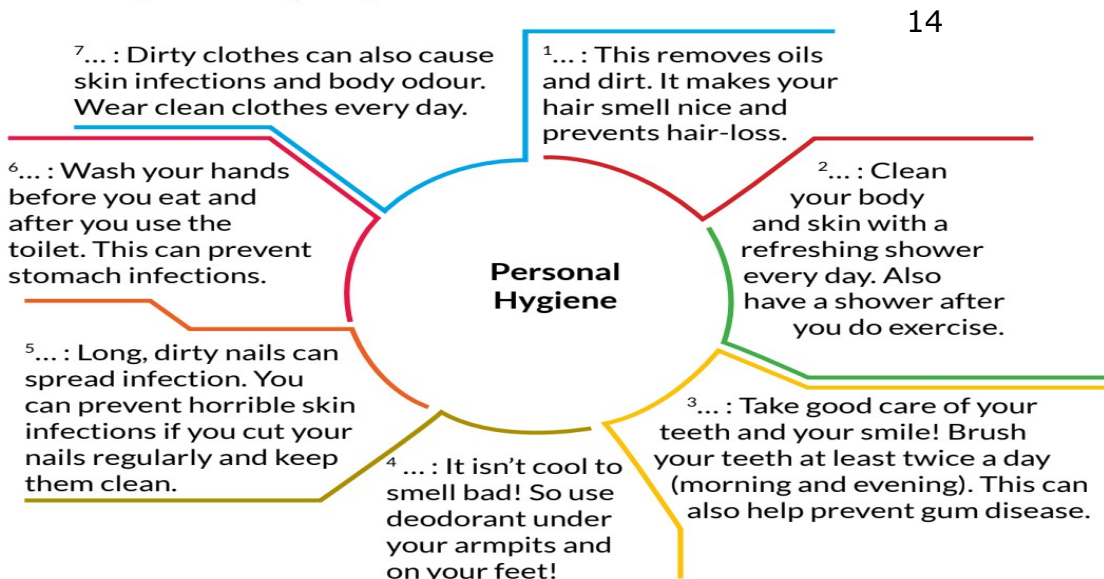 14
¹... : This removes oils
and dirt. It makes your
hair smell nice and
prevents hair-loss.
²... : Clean
your body
and skin with a
refreshing shower
every day. Also
have a shower after
you do exercise.
³... : Take good care of your
teeth and your smile! Brush
your teeth at least twice a day
(morning and evening). This can
also help prevent gum disease.
⁴ ... : It isn’t cool to
smell bad! So use
deodorant under
your armpits and
on your feet!
⁵... : Long, dirty nails can
spread infection. You
can prevent horrible skin
infections if you cut your
nails regularly and keep
them clean.
⁶... : Wash your hands
before you eat and
after you use the
toilet. This can prevent
stomach infections.
⁷... : Dirty clothes can also cause
skin infections and body odour.
Wear clean clothes every day.
Personal
Hygiene